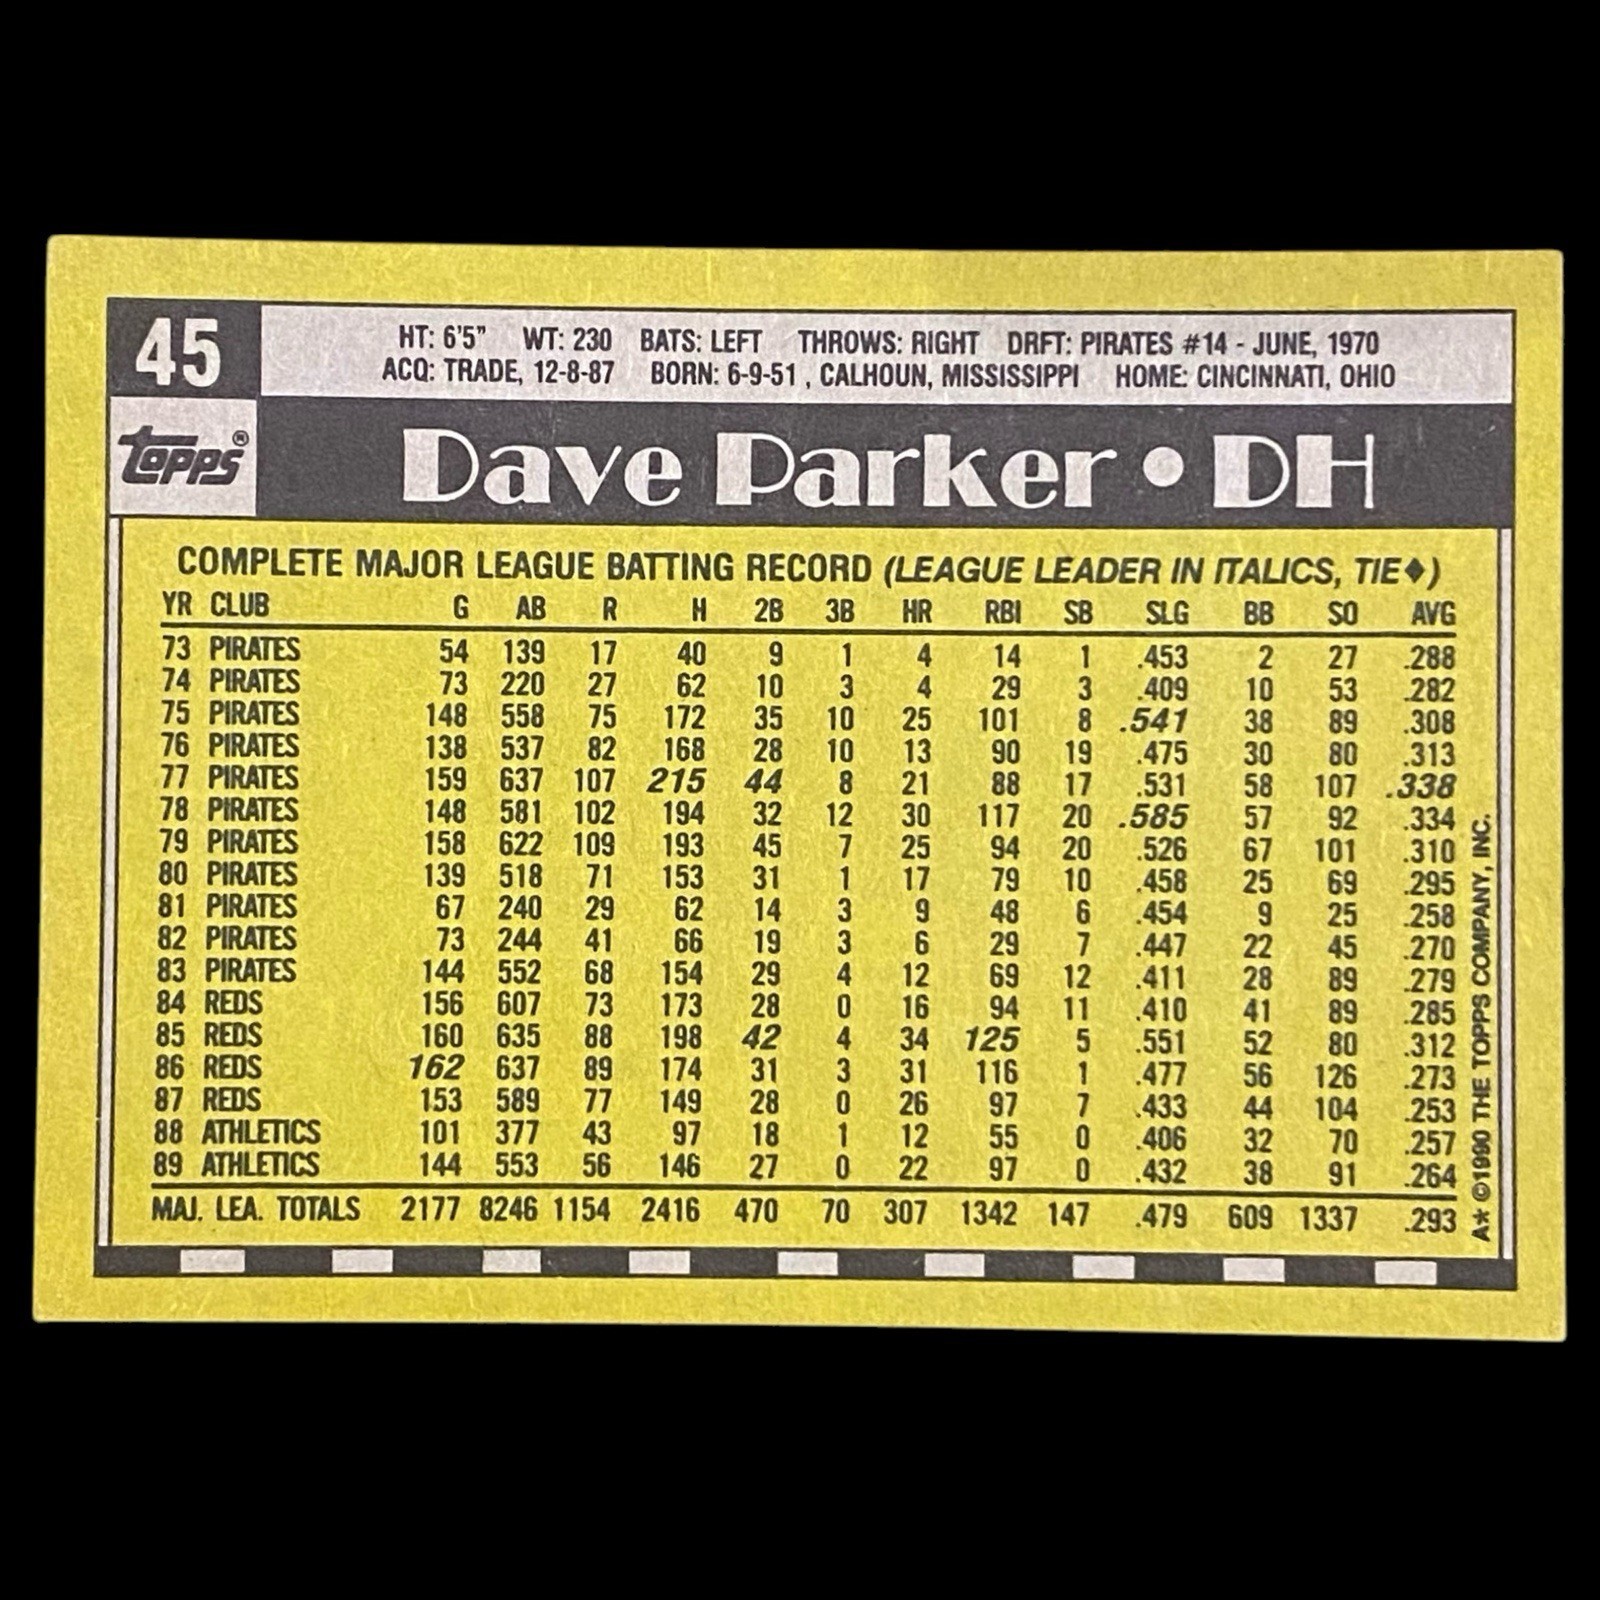 45
HT: 6'5" WT: 230 BATS: LEFT THROWS: RIGHT DRFT: PIRATES #14 - JUNE, 1970
ACQ: TRADE, 12-8-87 BORN: 6-9-51 , CALHOUN, MISSISSIPPI HOME: CINCINNATI, OHIO
topps®
Dave Parker • DH
COMPLETE MAJOR LEAGUE BATTING RECORD (LEAGUE LEADER IN ITALICS, TIE♦)
YR CLUB G AB R H 2B 3B HR RBI SB SLG BB SO AVG
73 PIRATES 54 139 17 40 9 1 4 14 1 .453 2 27 .288
74 PIRATES 73 220 27 62 10 3 4 29 3 .409 10 53 .282
75 PIRATES 148 558 75 172 35 10 25 101 8 .541 38 89 .308
76 PIRATES 138 537 82 168 28 10 13 90 19 .475 30 80 .313
77 PIRATES 159 637 107 215 44 8 21 88 17 .531 58 107 .338
78 PIRATES 148 581 102 194 32 12 30 117 20 .585 57 92 .334
79 PIRATES 158 622 109 193 45 7 25 94 20 .526 67 101 .310
80 PIRATES 139 518 71 153 31 1 17 79 10 .458 25 69 .295
81 PIRATES 67 240 29 62 14 3 9 48 6 .454 9 25 .258
82 PIRATES 73 244 41 66 19 3 6 29 7 .447 22 45 .270
83 PIRATES 144 552 68 154 29 4 12 69 12 .411 28 89 .279
84 REDS 156 607 73 173 28 0 16 94 11 .410 41 89 .285
85 REDS 160 635 88 198 42 4 34 125 5 .551 52 80 .312
86 REDS 162 637 89 174 31 3 31 116 1 .477 56 126 .273
87 REDS 153 589 77 149 28 0 26 97 7 .433 44 104 .253
88 ATHLETICS 101 377 43 97 18 1 12 55 0 .406 32 70 .257
89 ATHLETICS 144 553 56 146 27 0 22 97 0 .432 38 91 .264
MAJ. LEA. TOTALS 2177 8246 1154 2416 470 70 307 1342 147 .479 609 1337 .293
A* ©1990 THE TOPPS COMPANY, INC.